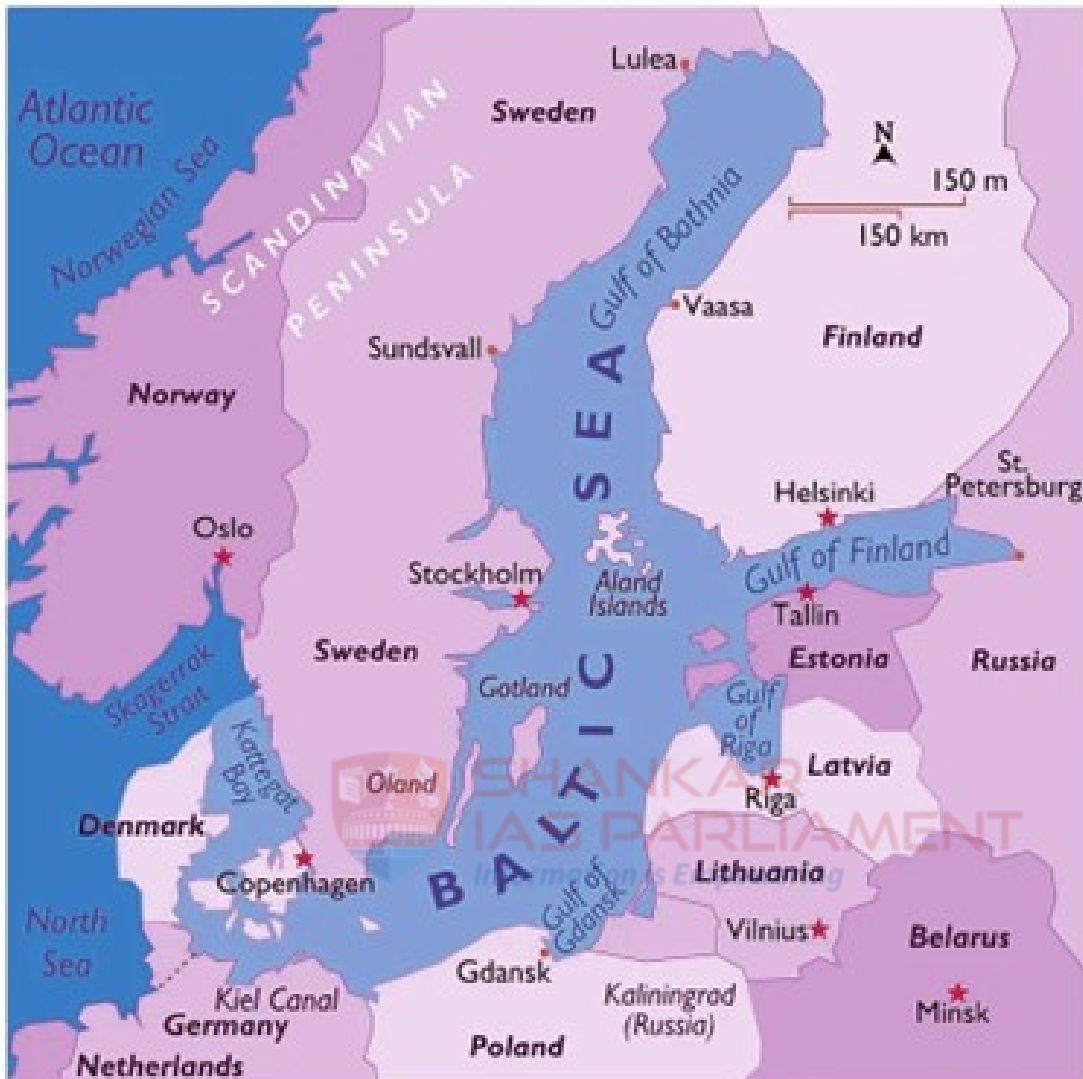 Lulea
Atlantic
Ocean
Sweden
Norwegian Sea
SCANDINAVIAN
PENINSULA
N
150 m
150 km
Gulf of Bothnia
Vaasa
Finland
Sundsvall
Norway
BALTIC SEA
St.
Petersburg
Helsinki
Oslo
Gulf of Finland
Stockholm
Aland
Islands
Tallin
Estonia
Russia
Sweden
Skagerrak
Strait
Gotland
Gulf
of
Riga
Kattegat
Bay
Latvia
Oland
Riga
SHANKAR
IAS PARLIAMENT
Information is Empowering
Denmark
Copenhagen
Lithuania
Gulf of
Gdansk
North
Sea
Vilnius
Belarus
Gdansk
Kiel Canal
Kaliningrad
(Russia)
Minsk
Germany
Poland
Netherlands